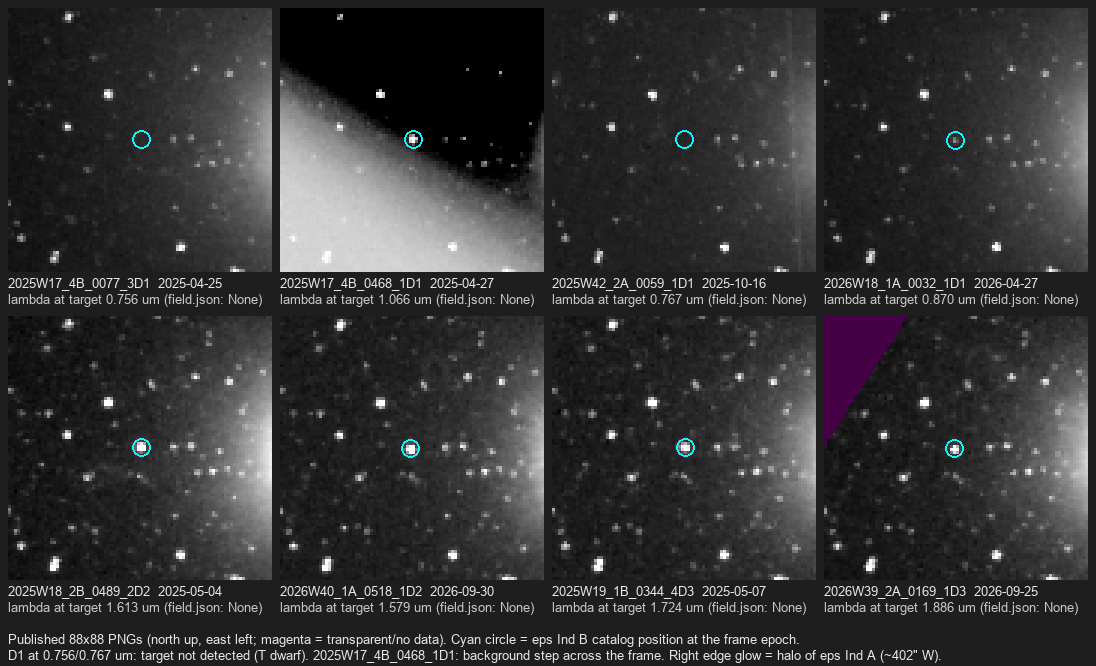 2025W17_4B_0077_3D1 2025-04-25
lambda at target 0.756 um (field.json: None)
2025W17_4B_0468_1D1 2025-04-27
lambda at target 1.066 um (field.json: None)
2025W42_2A_0059_1D1 2025-10-16
lambda at target 0.767 um (field.json: None)
2026W18_1A_0032_1D1 2026-04-27
lambda at target 0.870 um (field.json: None)
2025W18_2B_0489_2D2 2025-05-04
lambda at target 1.613 um (field.json: None)
2026W40_1A_0518_1D2 2026-09-30
lambda at target 1.579 um (field.json: None)
2025W19_1B_0344_4D3 2025-05-07
lambda at target 1.724 um (field.json: None)
2026W39_2A_0169_1D3 2026-09-25
lambda at target 1.886 um (field.json: None)
Published 88x88 PNGs (north up, east left; magenta = transparent/no data). Cyan circle = eps Ind B catalog position at the frame epoch.
D1 at 0.756/0.767 um: target not detected (T dwarf). 2025W17_4B_0468_1D1: background step across the frame. Right edge glow = halo of eps Ind A (~402" W).